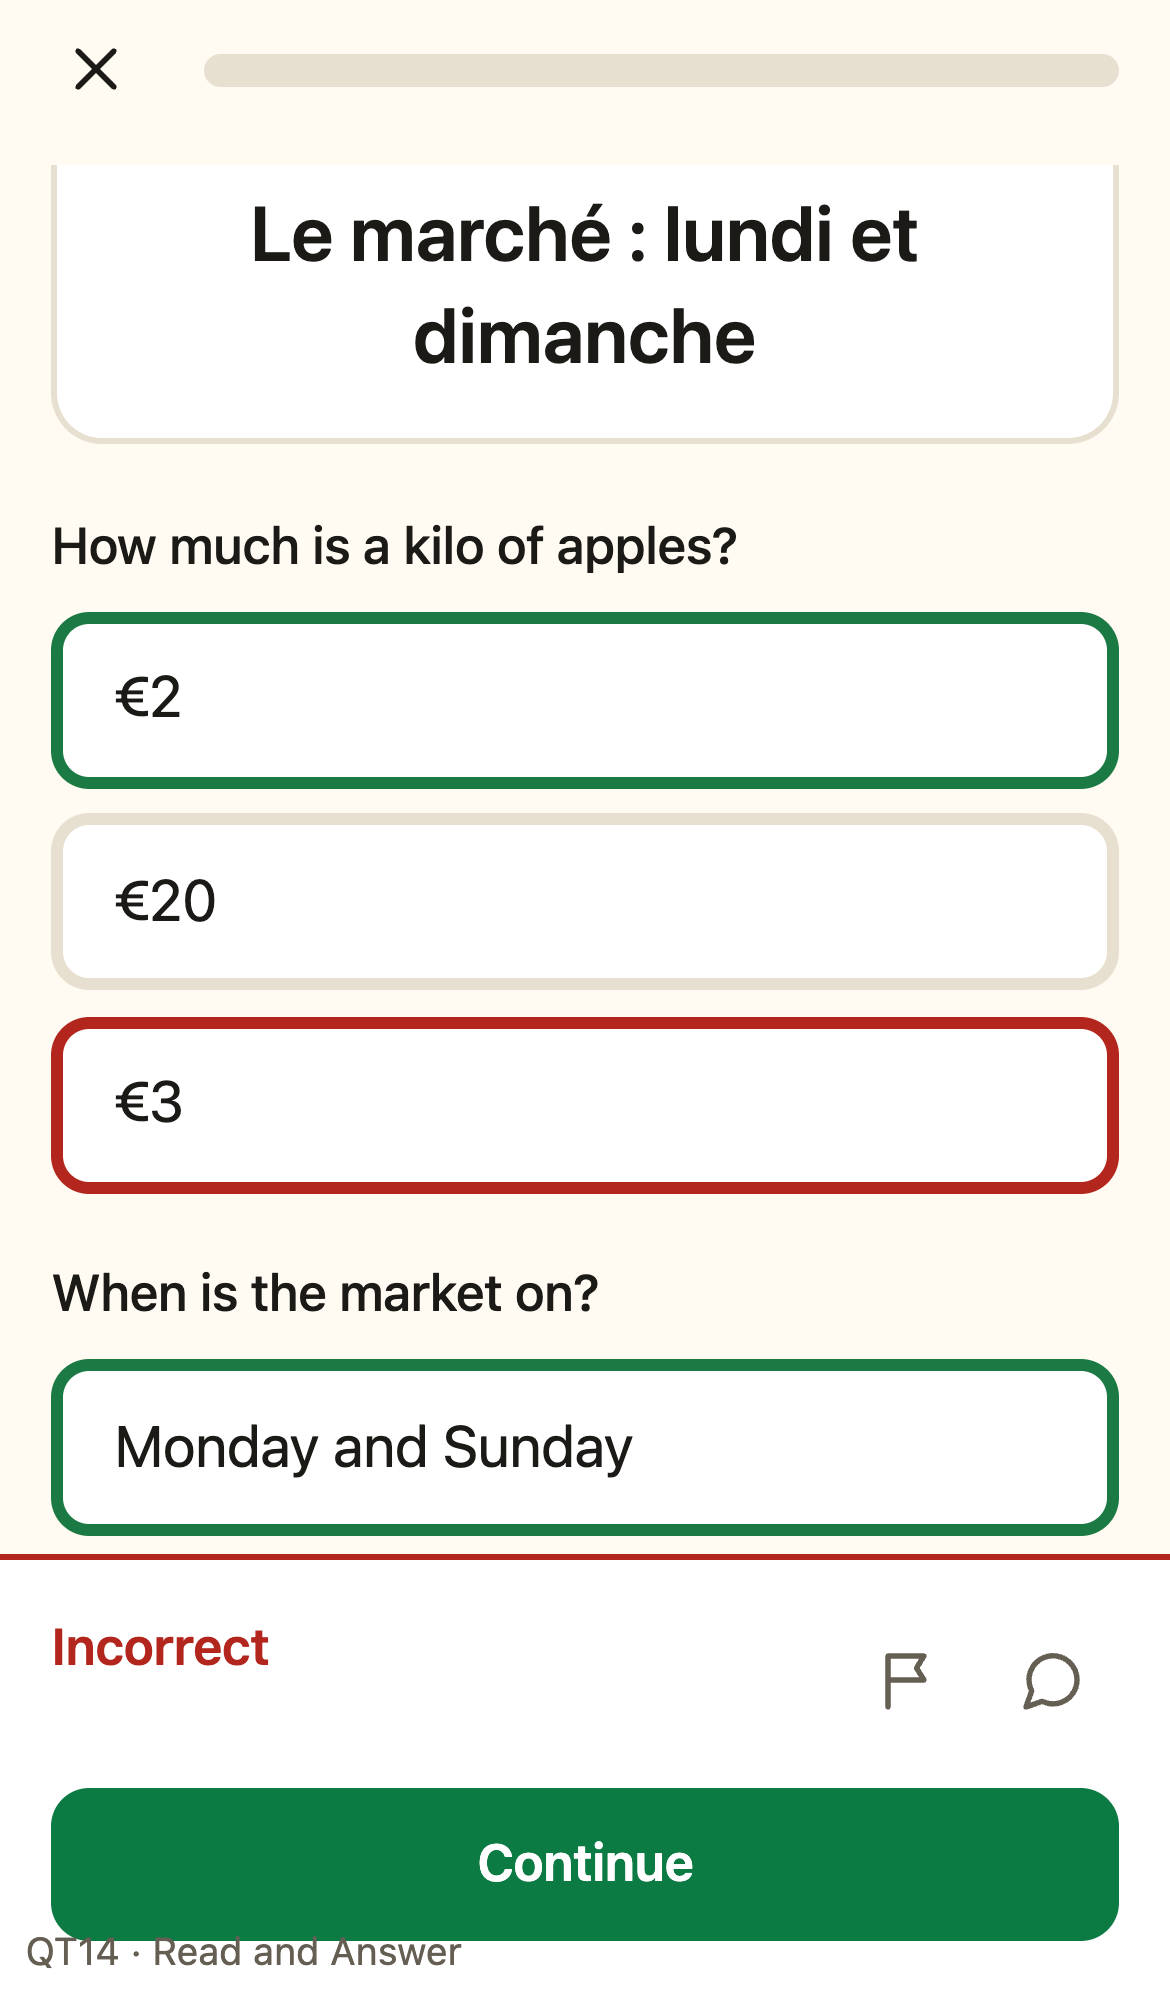 Le marché : lundi et
dimanche
How much is a kilo of apples?
€2
€20
€3
When is the market on?
Monday and Sunday
Incorrect
Continue
QT14 · Read and Answer